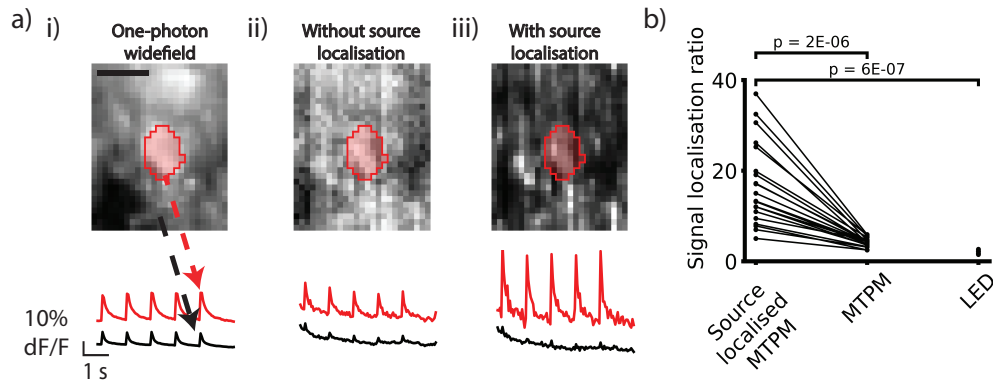 a)
i)
One-photon
widefield
ii)
Without source
localisation
iii)
With source
localisation
10%
dF/F
1 s
b)
p = 2E-06
p = 6E-07
Signal localisation ratio
40
20
0
Source
localised
MTPM
MTPM
LED